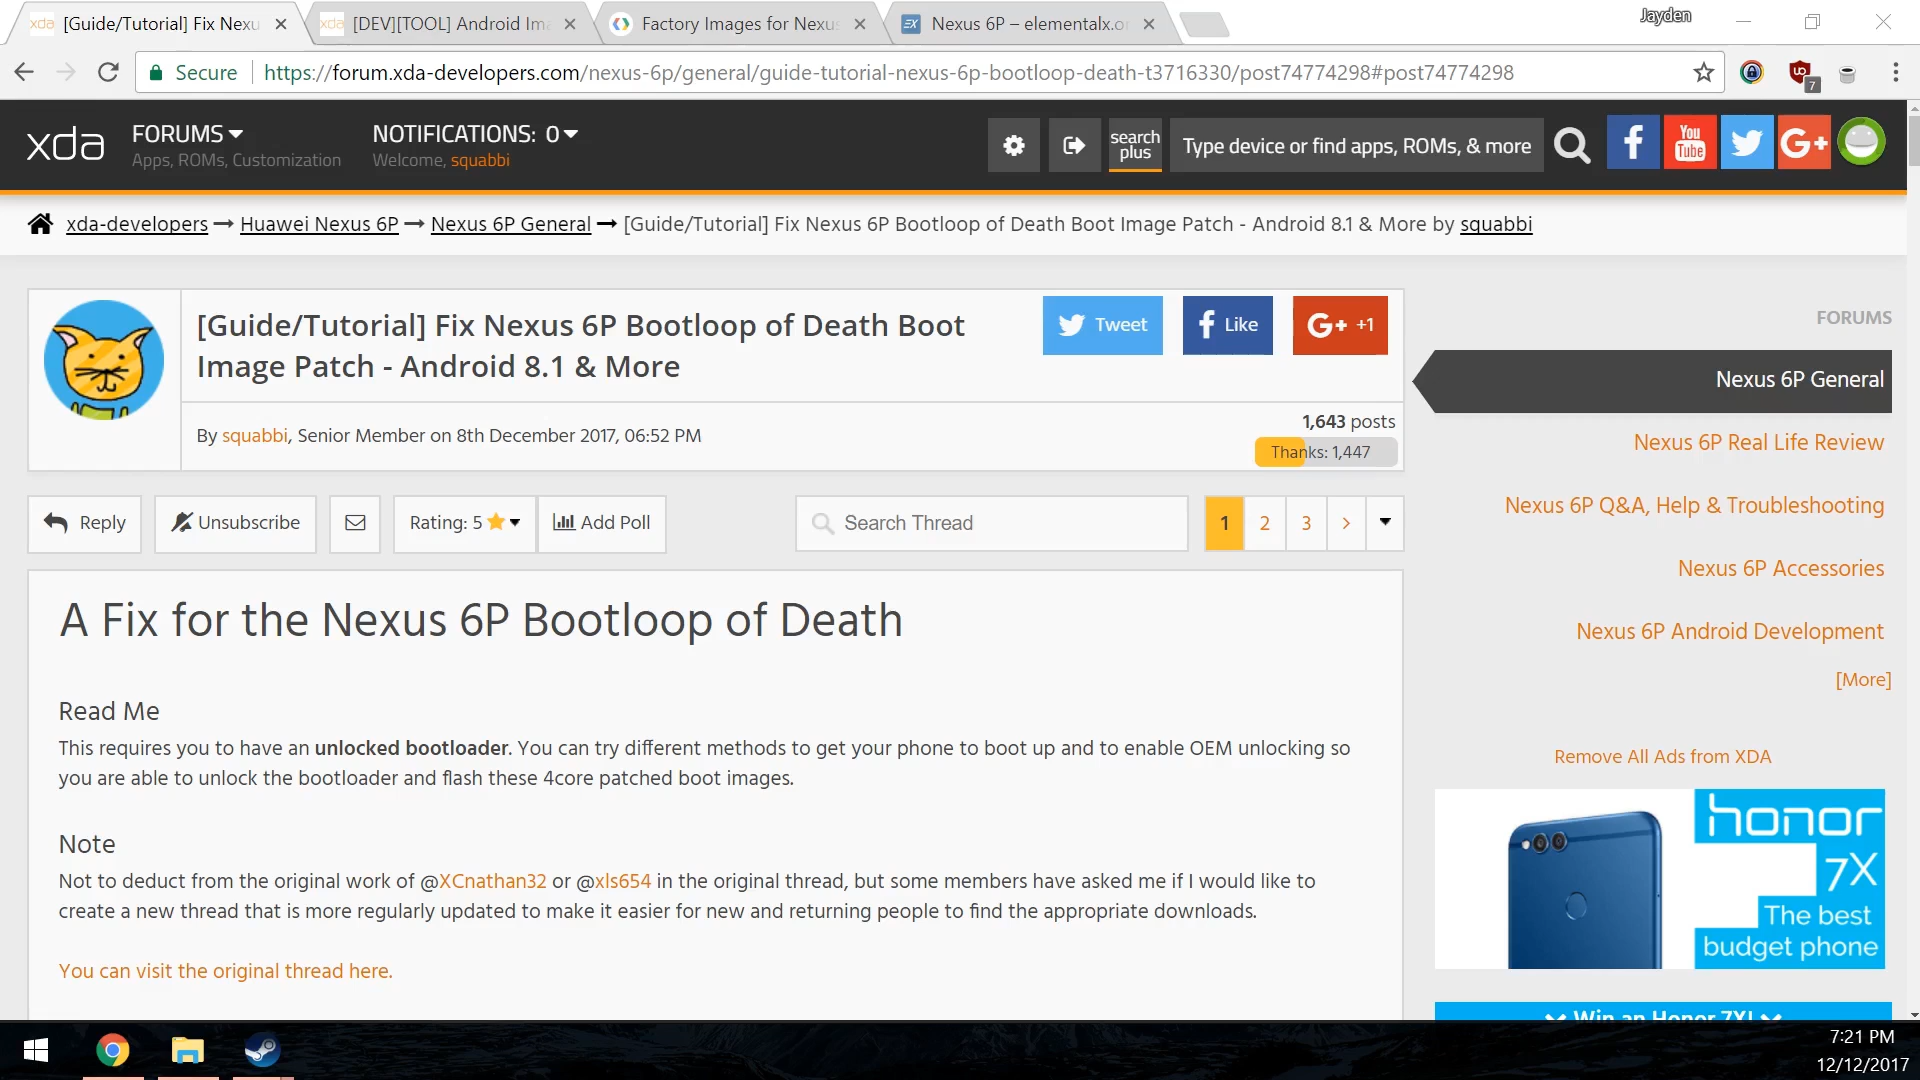 [Guide/Tutorial] Fix Nexu
[DEV][TOOL] Android Ima
Factory Images for Nexus
Nexus 6P – elementalx.or
Jayden
Secure
https://forum.xda-developers.com/nexus-6p/general/guide-tutorial-nexus-6p-bootloop-death-t3716330/post74774298#post74774298
7
xda
FORUMS
Apps, ROMs, Customization
NOTIFICATIONS: 0
Welcome, squabbi
search plus
Type device or find apps, ROMs, & more
You Tube
G+
xda-developers → Huawei Nexus 6P → Nexus 6P General → [Guide/Tutorial] Fix Nexus 6P Bootloop of Death Boot Image Patch - Android 8.1 & More by squabbi
[Guide/Tutorial] Fix Nexus 6P Bootloop of Death Boot
Image Patch - Android 8.1 & More
Tweet
Like
G+ +1
By squabbi, Senior Member on 8th December 2017, 06:52 PM
1,643 posts
Thanks: 1,447
Reply
Unsubscribe
Rating: 5
Add Poll
Search Thread
1
2
3
>
A Fix for the Nexus 6P Bootloop of Death
Read Me
This requires you to have an unlocked bootloader. You can try different methods to get your phone to boot up and to enable OEM unlocking so
you are able to unlock the bootloader and flash these 4core patched boot images.
Note
Not to deduct from the original work of @XCnathan32 or @xls654 in the original thread, but some members have asked me if I would like to
create a new thread that is more regularly updated to make it easier for new and returning people to find the appropriate downloads.
You can visit the original thread here.
FORUMS
Nexus 6P General
Nexus 6P Real Life Review
Nexus 6P Q&A, Help & Troubleshooting
Nexus 6P Accessories
Nexus 6P Android Development
[More]
Remove All Ads from XDA
honor
7X
The best
budget phone
Win an Honor 7X!
7:21 PM
12/12/2017